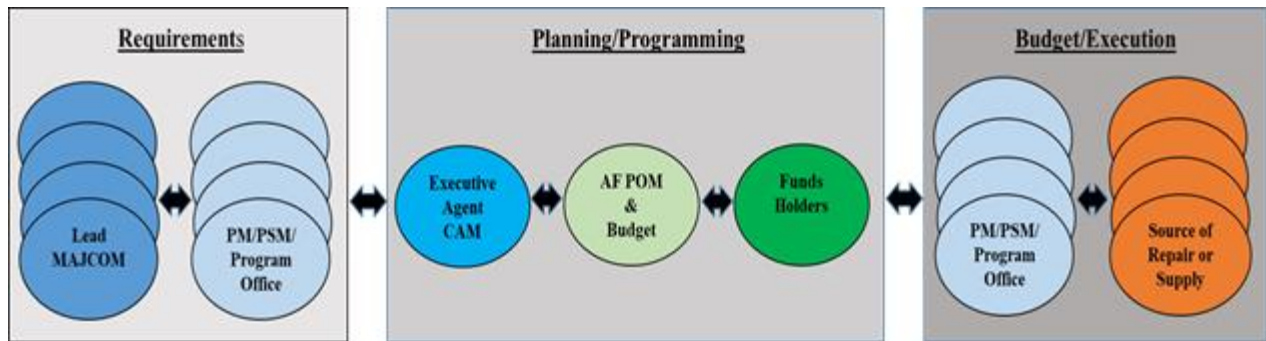 Requirements
Lead
MAJCOM
PM/PSM/
Program
Office
Planning/Programming
Executive
Agent
CAM
AF POM
&
Budget
Funds
Holders
Budget/Execution
PM/PSM/
Program
Office
Source of
Repair or
Supply